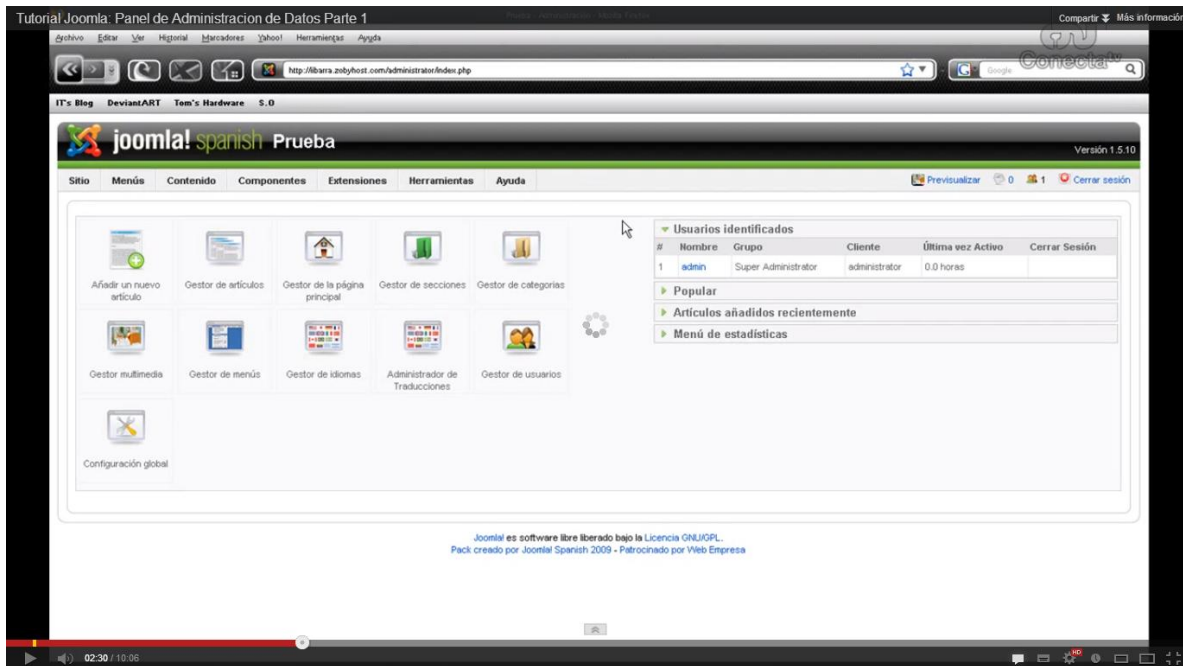 Tutorial Joomla: Panel de Administracion de Datos Parte 1
Compartir Más información
Archivo Editar Ver Historial Marcadores Yahoo! Herramientas Ayuda
Conectatv
http://ibarra.zobyhost.com/administrator/index.php
Google
IT's Blog DeviantART Tom's Hardware S.O
joomla! spanish Prueba
Versión 1.5.10
Sitio Menús Contenido Componentes Extensiones Herramientas Ayuda
Previsualizar 0 1 Cerrar sesión
Usuarios identificados
# Nombre Grupo Cliente Última vez Activo Cerrar Sesión
1 admin Super Administrator administrator 0.0 horas
Popular
Artículos añadidos recientemente
Menú de estadísticas
Añadir un nuevo artículo
Gestor de artículos
Gestor de la página principal
Gestor de secciones
Gestor de categorias
Gestor multimedia
Gestor de menús
Gestor de idiomas
Administrador de Traducciones
Gestor de usuarios
Configuración global
Joomla! es software libre liberado bajo la Licencia GNU/GPL.
Pack creado por Joomla! Spanish 2009 - Patrocinado por Web Empresa
02:30 / 10:06
HD